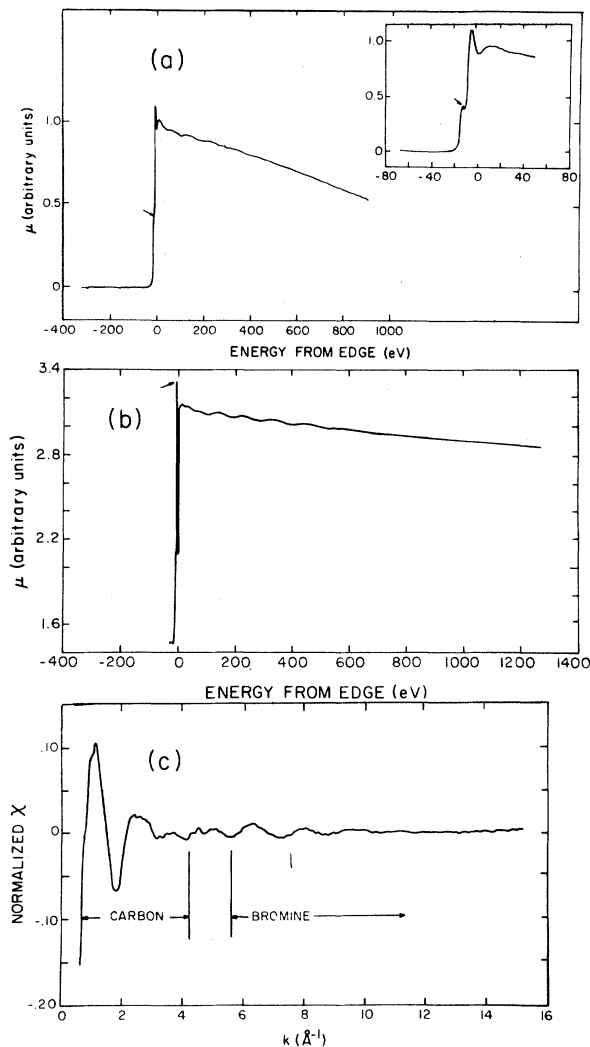 (a)
μ (arbitrary units)
1.0
0.5
0
-400 -200 0 200 400 600 800 1000
ENERGY FROM EDGE (eV)
1.0
0.5
0
-80 -40 0 40 80
(b)
μ (arbitrary units)
3.4
2.8
2.2
1.6
-400 -200 0 200 400 600 800 1000 1200 1400
ENERGY FROM EDGE (eV)
(c)
NORMALIZED χ
.10
0
-.10
-.20
CARBON
BROMINE
0 2 4 6 8 10 12 14 16
k (Å⁻¹)